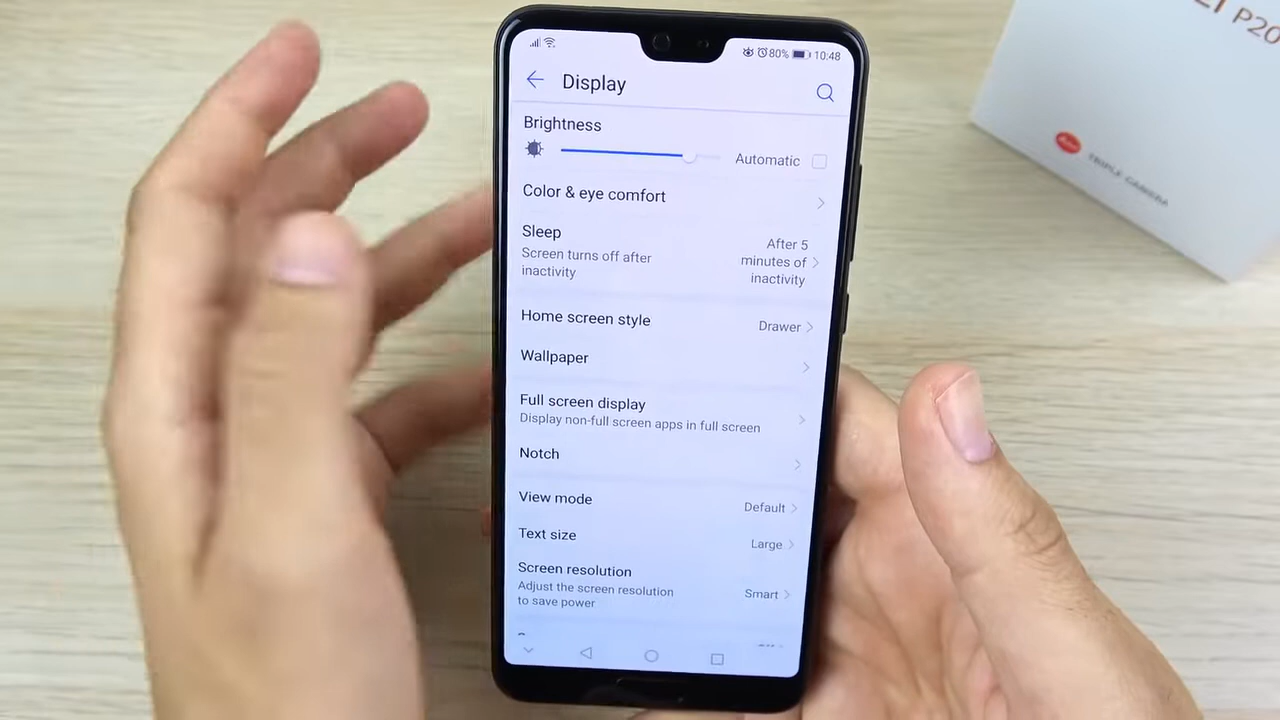 80% 10:48
Display
Brightness
Automatic
Color & eye comfort
Sleep
Screen turns off after
inactivity
After 5
minutes of
inactivity
Home screen style
Drawer
Wallpaper
Full screen display
Display non-full screen apps in full screen
Notch
View mode
Default
Text size
Large
Screen resolution
Adjust the screen resolution
to save power
Smart
P20
TRIPLE CAMERA